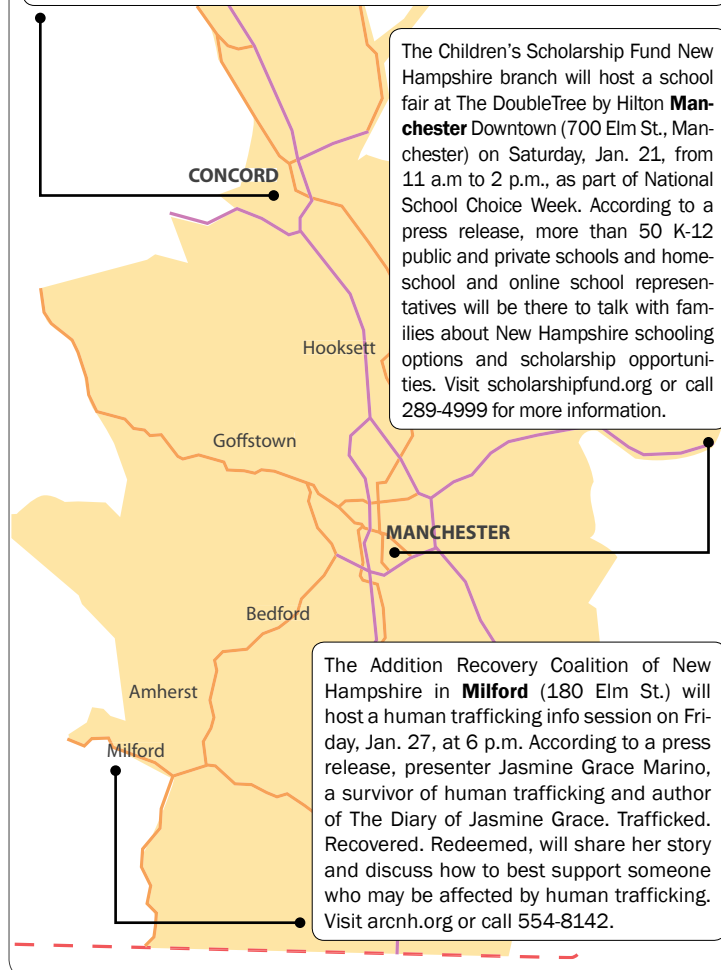 The Children's Scholarship Fund New
Hampshire branch will host a school
fair at The DoubleTree by Hilton Man-
chester Downtown (700 Elm St., Man-
chester) on Saturday, Jan. 21, from
11 a.m to 2 p.m., as part of National
School Choice Week. According to a
press release, more than 50 K-12
public and private schools and home-
school and online school represen-
tatives will be there to talk with fam-
ilies about New Hampshire schooling
options and scholarship opportuni-
ties. Visit scholarshipfund.org or call
289-4999 for more information.
CONCORD
Hooksett
Goffstown
MANCHESTER
Bedford
Amherst
Milford
The Addition Recovery Coalition of New
Hampshire in Milford (180 Elm St.) will
host a human trafficking info session on Fri-
day, Jan. 27, at 6 p.m. According to a press
release, presenter Jasmine Grace Marino,
a survivor of human trafficking and author
of The Diary of Jasmine Grace. Trafficked.
Recovered. Redeemed, will share her story
and discuss how to best support someone
who may be affected by human trafficking.
Visit arcnh.org or call 554-8142.